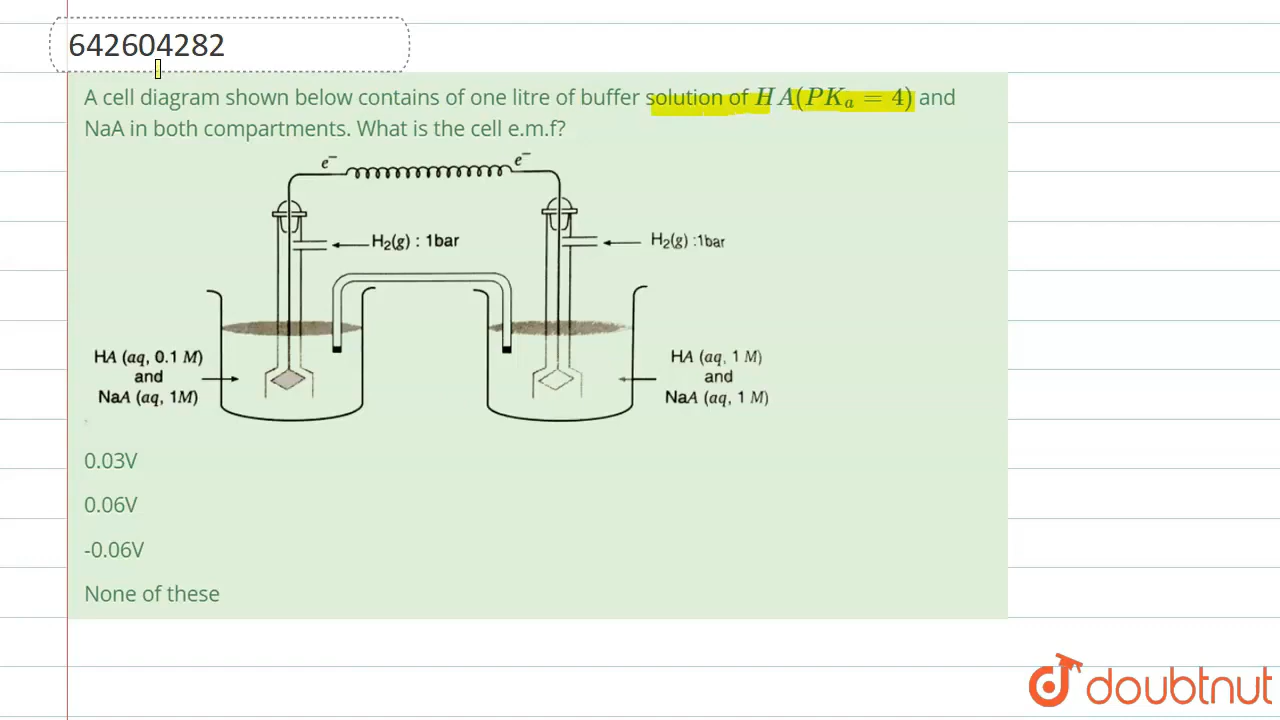 642604282
A cell diagram shown below contains of one litre of buffer solution of HA(PKₐ = 4) and
NaA in both compartments. What is the cell e.m.f?
e⁻ e⁻
H₂(g) : 1bar H₂(g) :1bar
HA (aq, 0.1 M) HA (aq, 1 M)
and and
NaA (aq, 1M) NaA (aq, 1 M)
0.03V
0.06V
-0.06V
None of these
doubtnut